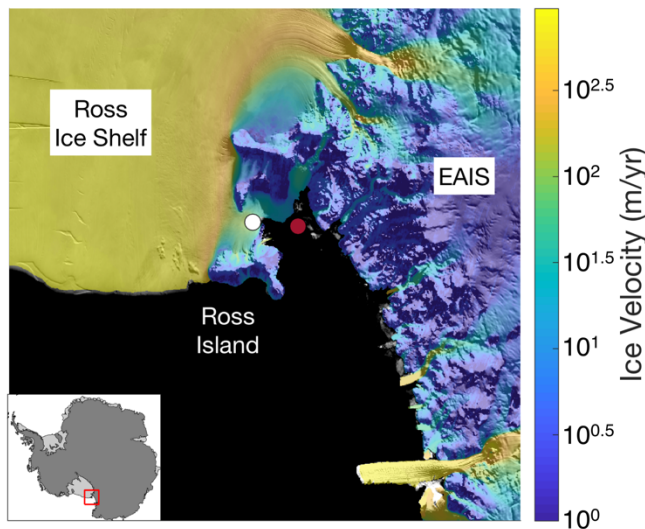 Ross
Ice Shelf
EAIS
Ross
Island
10^2.5
10^2
10^1.5
10^1
10^0.5
10^0
Ice Velocity (m/yr)